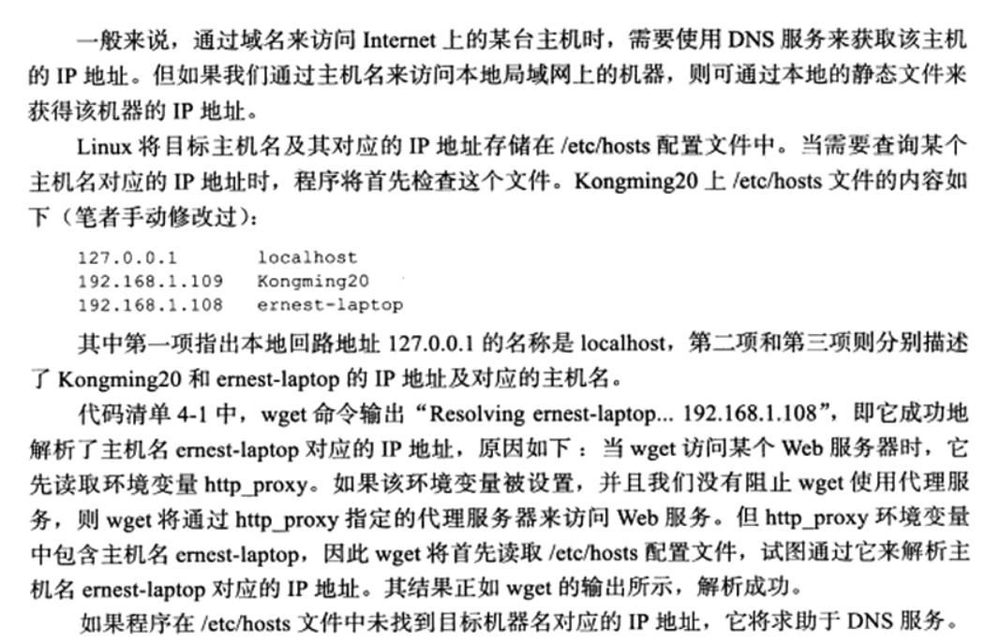 一般来说，通过域名来访问 Internet 上的某台主机时，需要使用 DNS 服务来获取该主机
的 IP 地址。但如果我们通过主机名来访问本地局域网上的机器，则可通过本地的静态文件来
获得该机器的 IP 地址。
Linux 将目标主机名及其对应的 IP 地址存储在 /etc/hosts 配置文件中。当需要查询某个
主机名对应的 IP 地址时，程序将首先检查这个文件。Kongming20 上 /etc/hosts 文件的内容如
下（笔者手动修改过）：
127.0.0.1 localhost
192.168.1.109 Kongming20
192.168.1.108 ernest-laptop
其中第一项指出本地回路地址 127.0.0.1 的名称是 localhost，第二项和第三项则分别描述
了 Kongming20 和 ernest-laptop 的 IP 地址及对应的主机名。
代码清单 4-1 中，wget 命令输出“Resolving ernest-laptop... 192.168.1.108”，即它成功地
解析了主机名 ernest-laptop 对应的 IP 地址，原因如下：当 wget 访问某个 Web 服务器时，它
先读取环境变量 http_proxy。如果该环境变量被设置，并且我们没有阻止 wget 使用代理服
务，则 wget 将通过 http_proxy 指定的代理服务器来访问 Web 服务。但 http_proxy 环境变量
中包含主机名 ernest-laptop，因此 wget 将首先读取 /etc/hosts 配置文件，试图通过它来解析主
机名 ernest-laptop 对应的 IP 地址。其结果正如 wget 的输出所示，解析成功。
如果程序在 /etc/hosts 文件中未找到目标机器名对应的 IP 地址，它将求助于 DNS 服务。